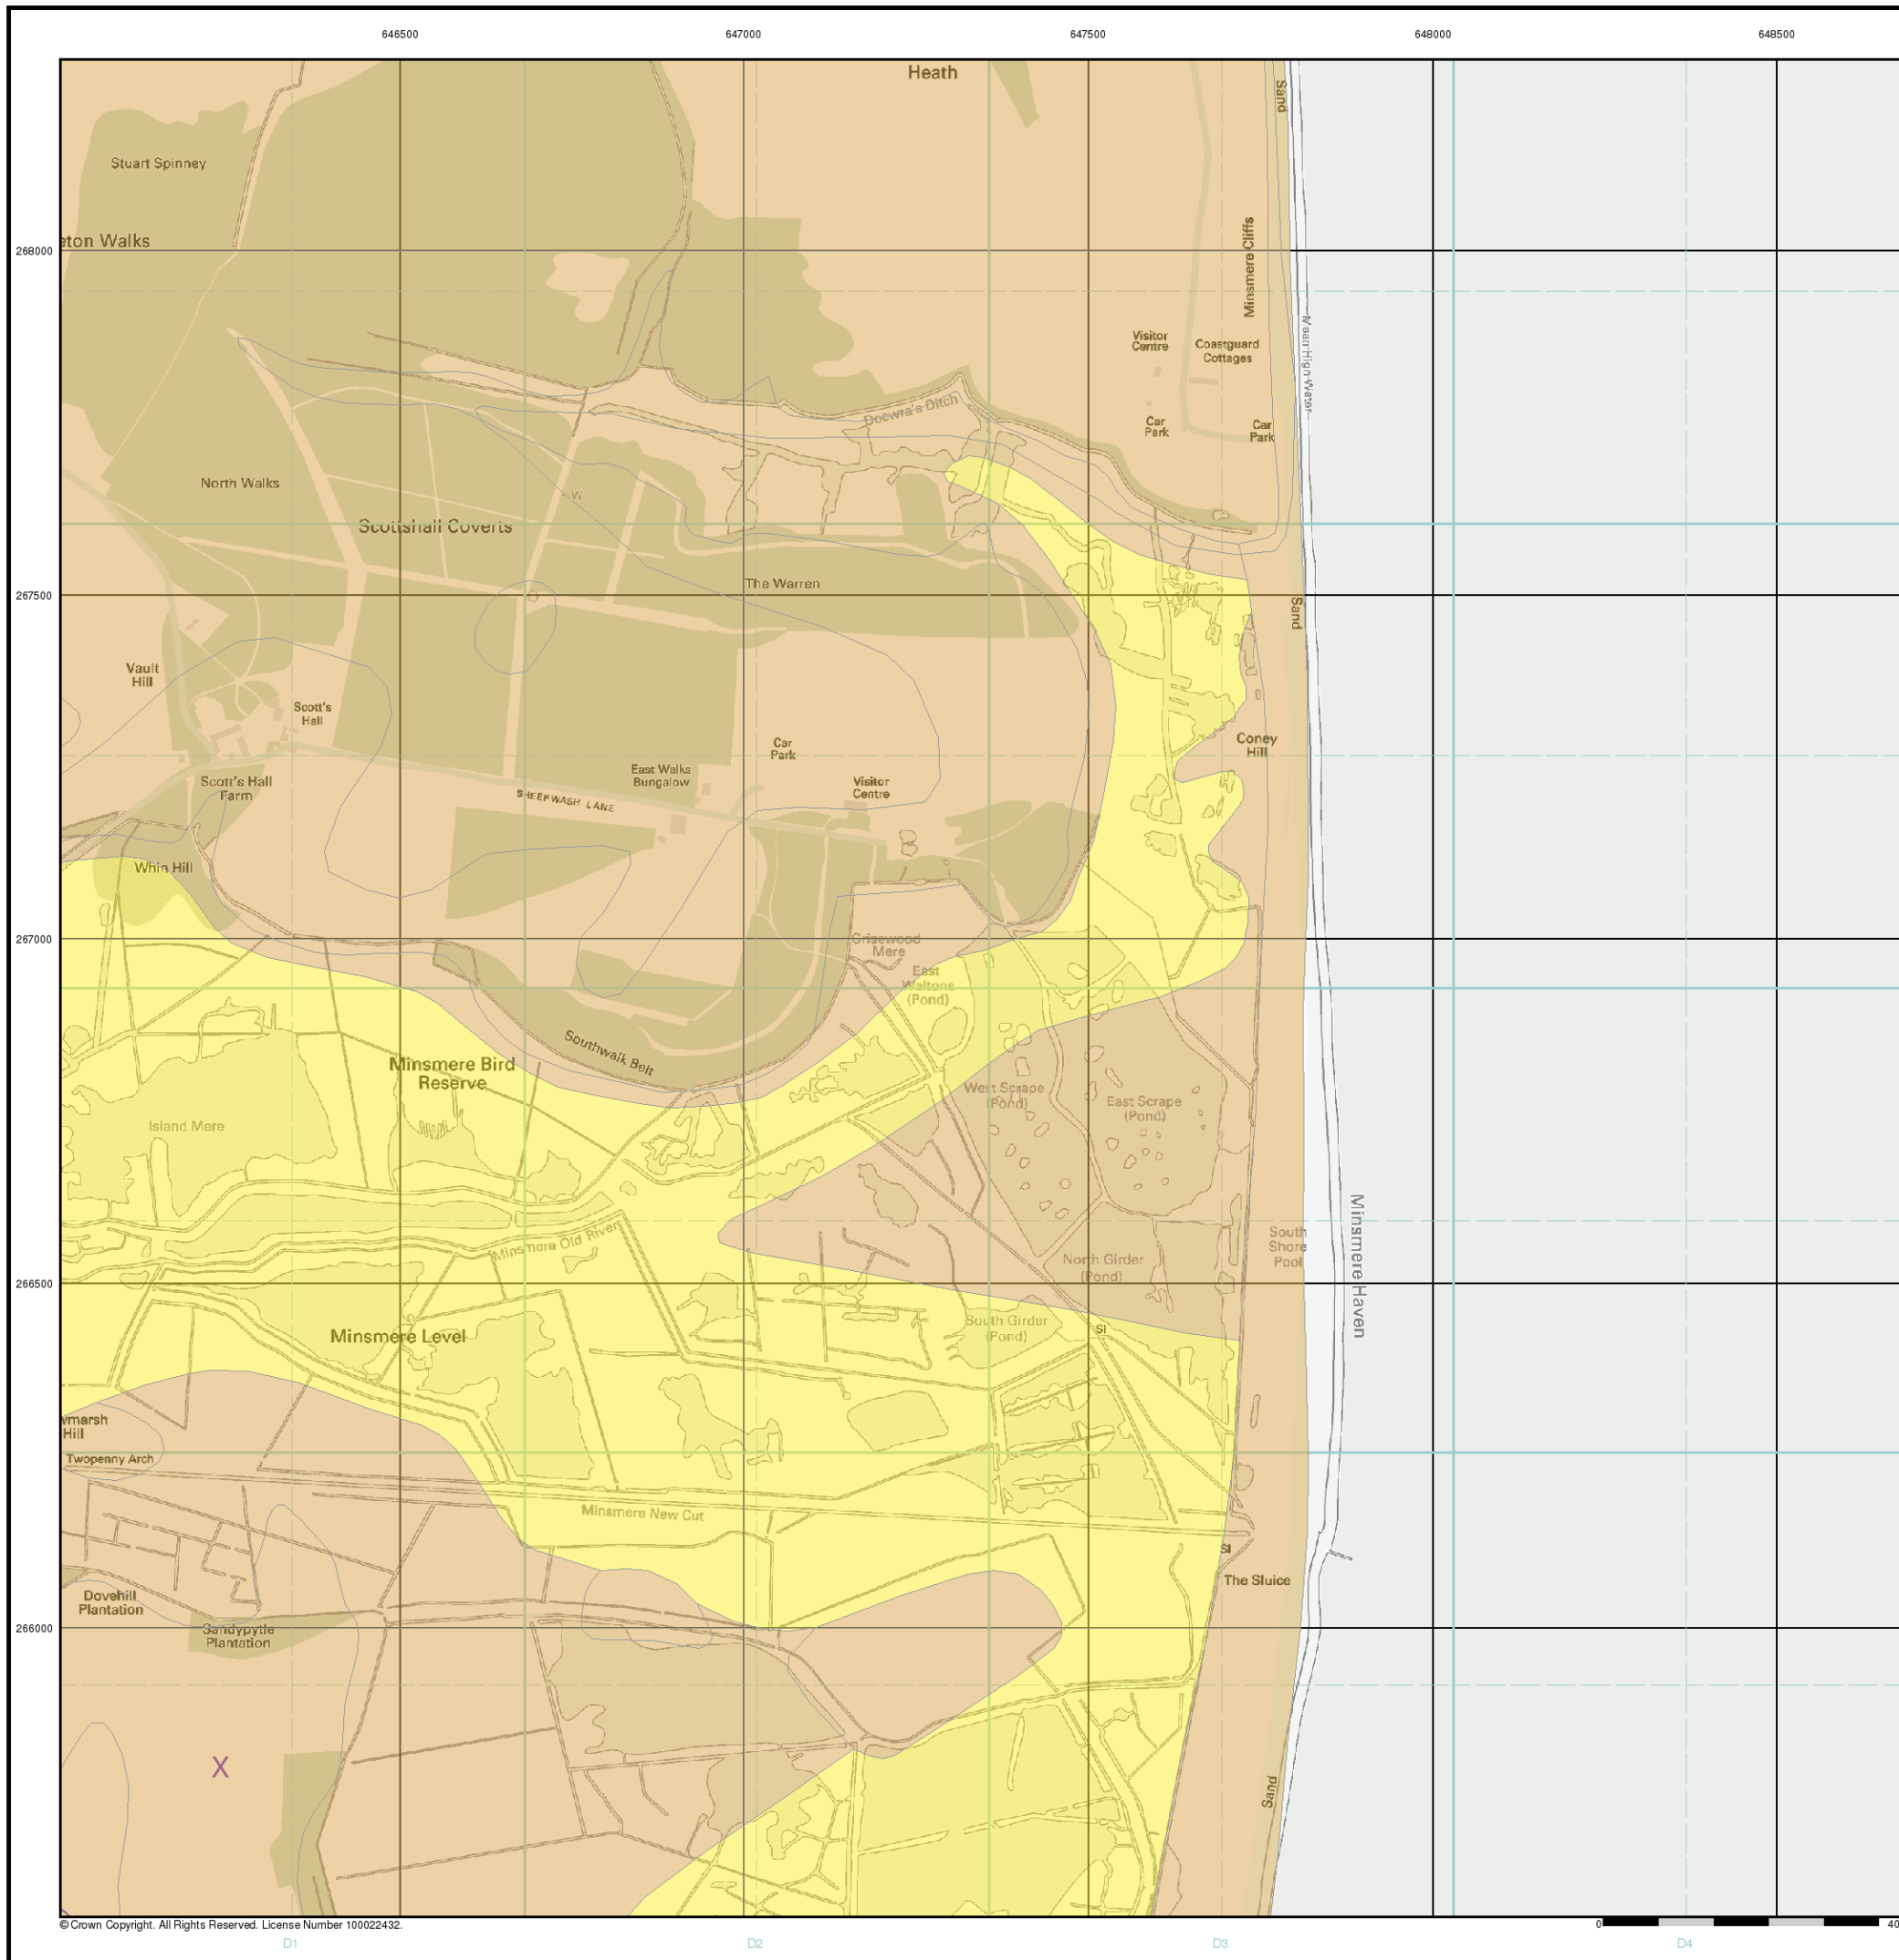 646500 647000 647500 648000 648500
Heath
Sand
Stuart Spinney
eton Walks
268000
Minsmere Cliffs
Visitor
Centre
Coastguard
Cottages
Mean High Water
Docwra's Ditch
Car
Park
Car
Park
North Walks
W
Scottshall Coverts
The Warren
267500
Sand
Vault
Hill
Scott's
Hall
Coney
Hill
Car
Park
East Walks
Bungalow
Scott's Hall
Farm
Visitor
Centre
SHEEPWASH LANE
Whin Hill
267000
Grisewood
Mere
East
Waltons
(Pond)
Southwalk Belt
Minsmere Bird
Reserve
West Scrape
(Pond)
East Scrape
(Pond)
Island Mere
Minsmere Old River
South
Shore
Pool
Minsmere Haven
North Girder
(Pond)
266500
South Girder
(Pond)
Sl
Minsmere Level
wmarsh
Hill
Twopenny Arch
Minsmere New Cut
Sl
The Sluice
Dovehill
Plantation
266000
Sandypytle
Plantation
X
Sand
© Crown Copyright. All Rights Reserved. License Number 100022432.
0 40
D1 D2 D3 D4